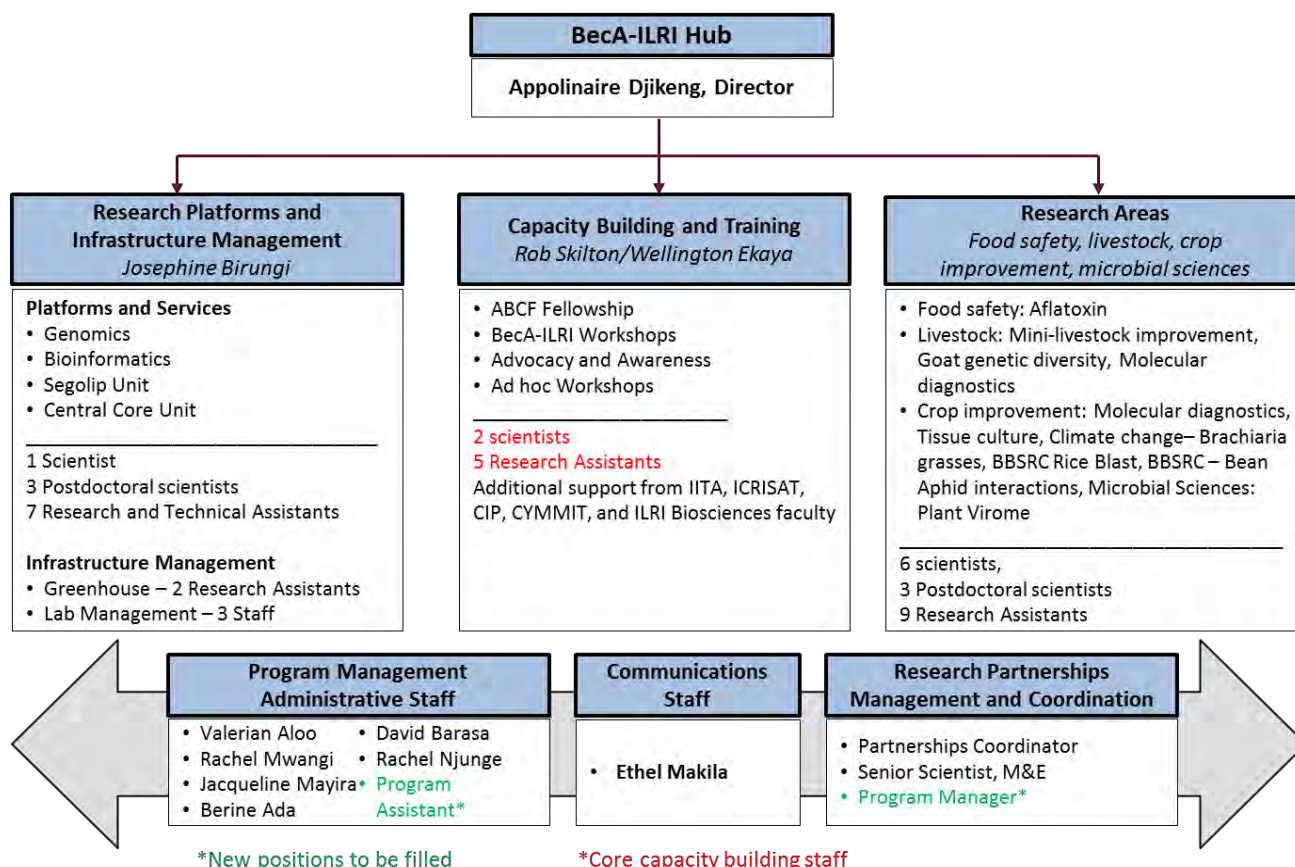 BecA-ILRI Hub
Appolinaire Djikeng, Director
Research Platforms and
Infrastructure Management
Josephine Birungi
Platforms and Services
• Genomics
• Bioinformatics
• Segolip Unit
• Central Core Unit
1 Scientist
3 Postdoctoral scientists
7 Research and Technical Assistants
Infrastructure Management
• Greenhouse – 2 Research Assistants
• Lab Management – 3 Staff
Capacity Building and Training
Rob Skilton/Wellington Ekaya
• ABCF Fellowship
• BecA-ILRI Workshops
• Advocacy and Awareness
• Ad hoc Workshops
2 scientists
5 Research Assistants
Additional support from IITA, ICRISAT,
CIP, CYMMIT, and ILRI Biosciences faculty
Research Areas
Food safety, livestock, crop
improvement, microbial sciences
• Food safety: Aflatoxin
• Livestock: Mini-livestock improvement,
Goat genetic diversity, Molecular
diagnostics
• Crop improvement: Molecular diagnostics,
Tissue culture, Climate change– Brachiaria
grasses, BBSRC Rice Blast, BBSRC – Bean
Aphid interactions, Microbial Sciences:
Plant Virome
6 scientists,
3 Postdoctoral scientists
9 Research Assistants
Program Management
Administrative Staff
• Valerian Aloo
• Rachel Mwangi
• Jacqueline Mayira
• Berine Ada
• David Barasa
• Rachel Njunge
• Program
Assistant*
Communications
Staff
• Ethel Makila
Research Partnerships
Management and Coordination
• Partnerships Coordinator
• Senior Scientist, M&E
• Program Manager*
*New positions to be filled
*Core capacity building staff